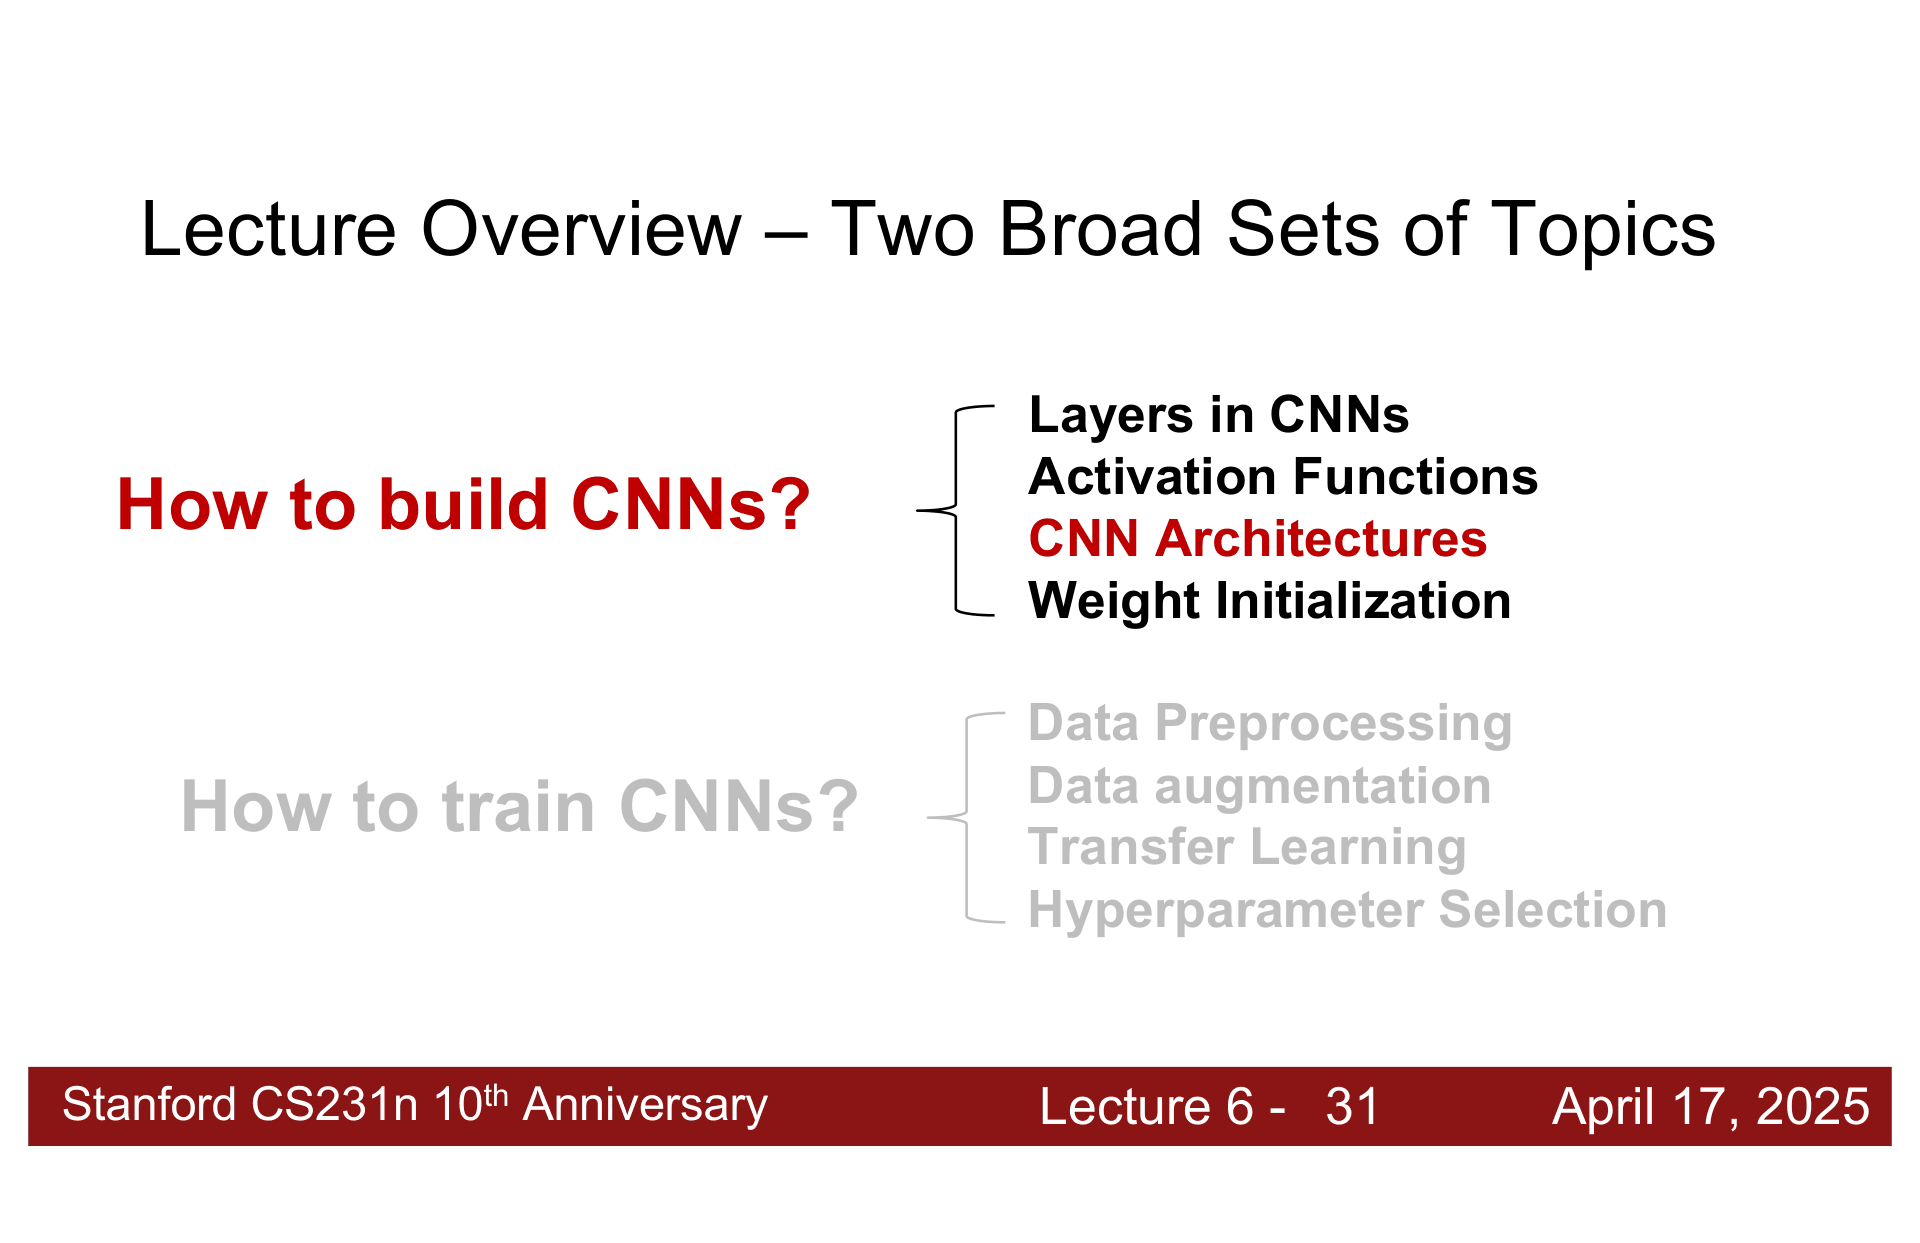 Lecture Overview – Two Broad Sets of Topics
How to build CNNs?
Layers in CNNs
Activation Functions
CNN Architectures
Weight Initialization
How to train CNNs?
Data Preprocessing
Data augmentation
Transfer Learning
Hyperparameter Selection
Stanford CS231n 10th Anniversary
Lecture 6 - 31
April 17, 2025